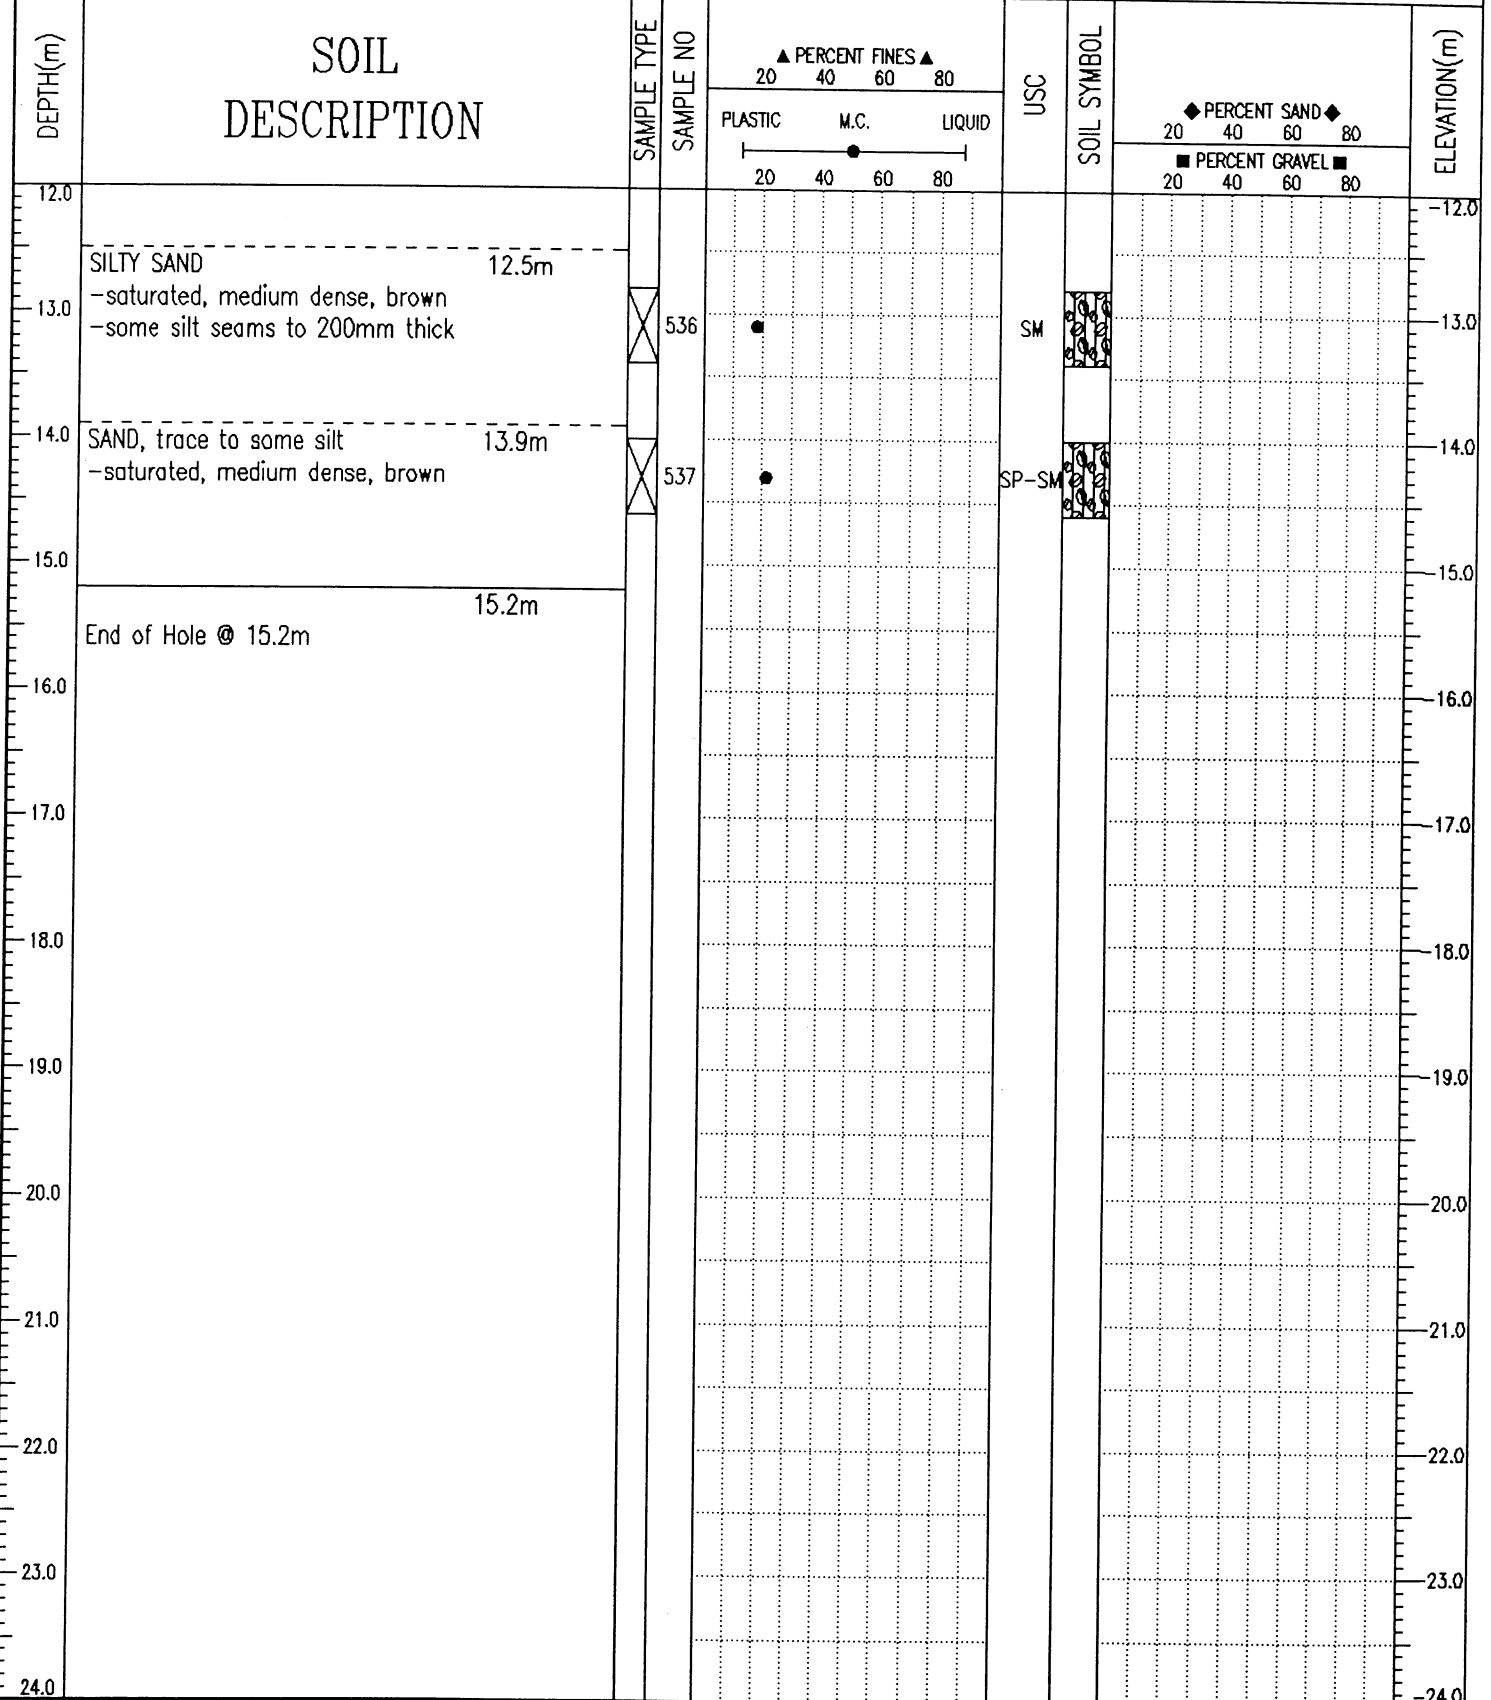 DEPTH(m)
SOIL
DESCRIPTION
SAMPLE TYPE
SAMPLE NO
▲ PERCENT FINES ▲
20 40 60 80
PLASTIC M.C. LIQUID
20 40 60 80
USC
SOIL SYMBOL
◆ PERCENT SAND ◆
20 40 60 80
■ PERCENT GRAVEL ■
20 40 60 80
ELEVATION(m)
12.0 -12.0
SILTY SAND 12.5m
-saturated, medium dense, brown
13.0 -some silt seams to 200mm thick 536 SM -13.0
14.0 SAND, trace to some silt 13.9m -14.0
-saturated, medium dense, brown 537 SP-SM
15.0 -15.0
15.2m
End of Hole @ 15.2m
16.0 -16.0
17.0 -17.0
18.0 -18.0
19.0 -19.0
20.0 -20.0
21.0 -21.0
22.0 -22.0
23.0 -23.0
24.0 -24.0